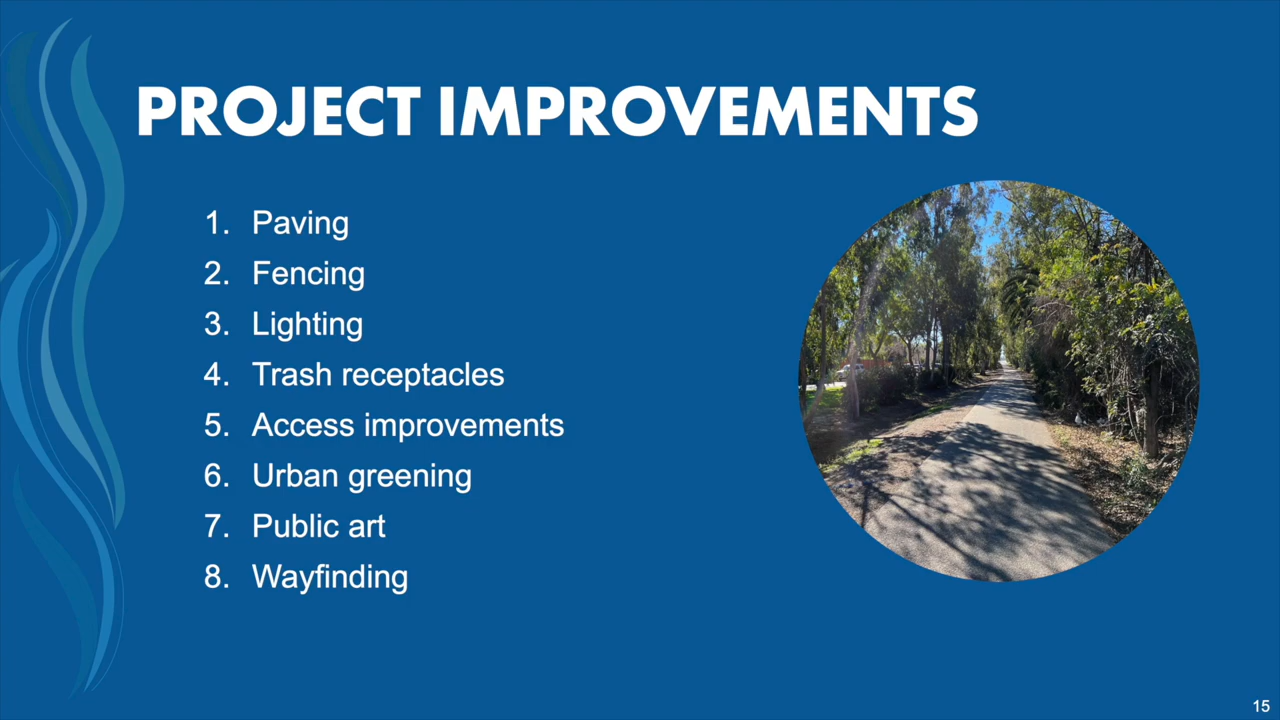 PROJECT IMPROVEMENTS
1. Paving
2. Fencing
3. Lighting
4. Trash receptacles
5. Access improvements
6. Urban greening
7. Public art
8. Wayfinding
15